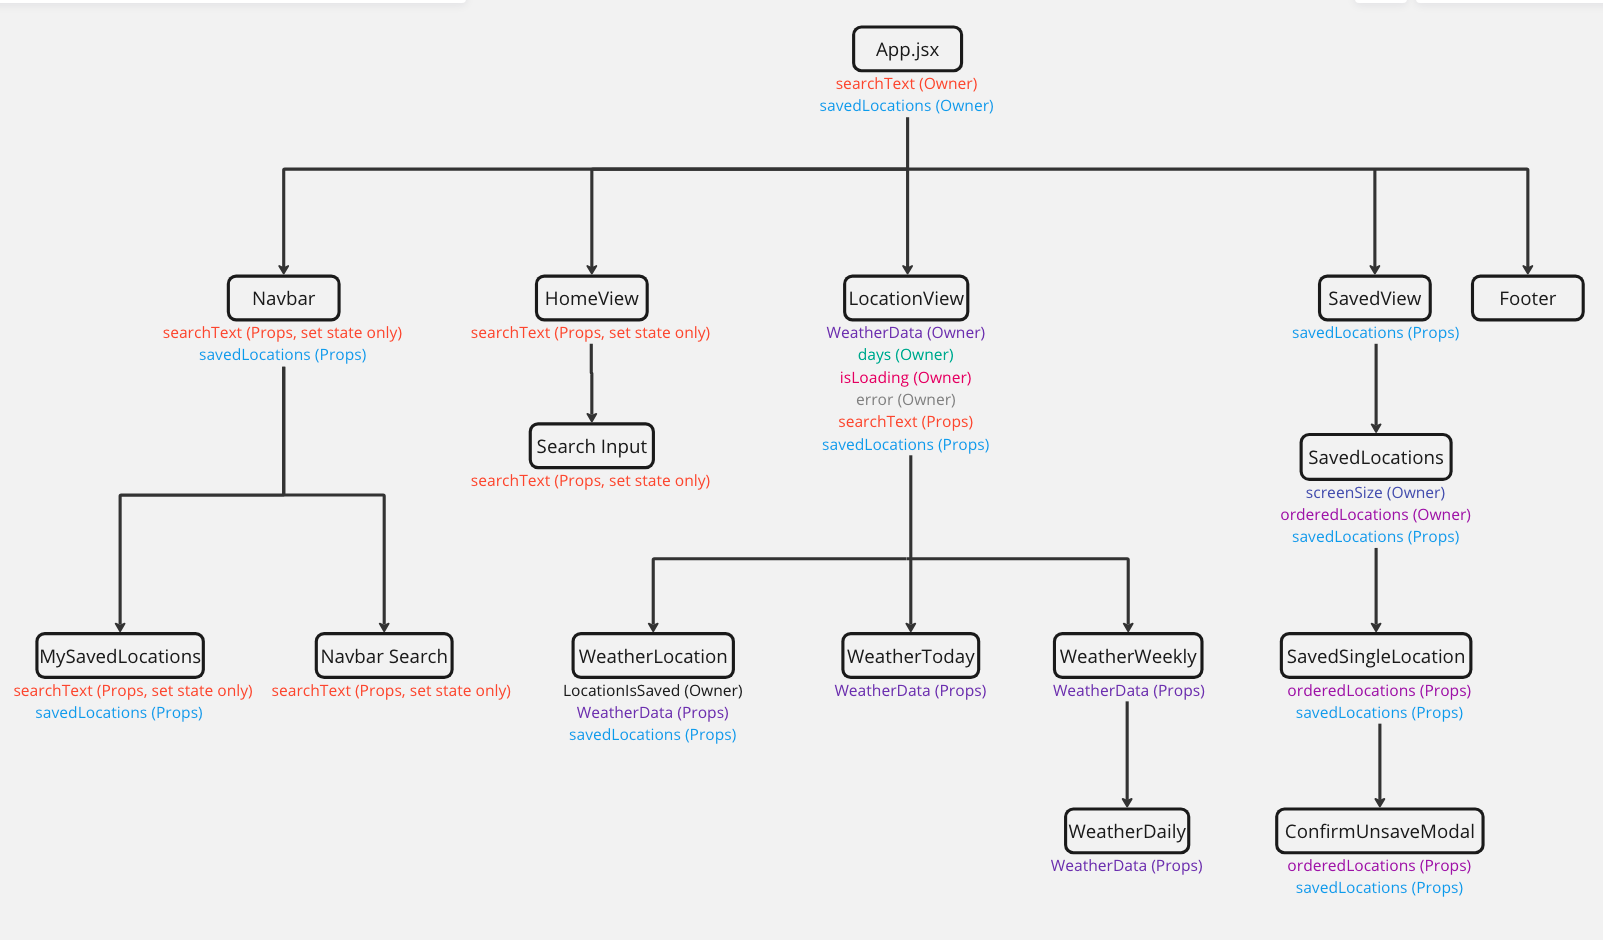 App.jsx
searchText (Owner)
savedLocations (Owner)
Navbar
searchText (Props, set state only)
savedLocations (Props)
HomeView
searchText (Props, set state only)
LocationView
WeatherData (Owner)
days (Owner)
isLoading (Owner)
error (Owner)
searchText (Props)
savedLocations (Props)
SavedView
savedLocations (Props)
Footer
Search Input
searchText (Props, set state only)
SavedLocations
screenSize (Owner)
orderedLocations (Owner)
savedLocations (Props)
MySavedLocations
searchText (Props, set state only)
savedLocations (Props)
Navbar Search
searchText (Props, set state only)
WeatherLocation
LocationIsSaved (Owner)
WeatherData (Props)
savedLocations (Props)
WeatherToday
WeatherData (Props)
WeatherWeekly
WeatherData (Props)
SavedSingleLocation
orderedLocations (Props)
savedLocations (Props)
WeatherDaily
WeatherData (Props)
ConfirmUnsaveModal
orderedLocations (Props)
savedLocations (Props)